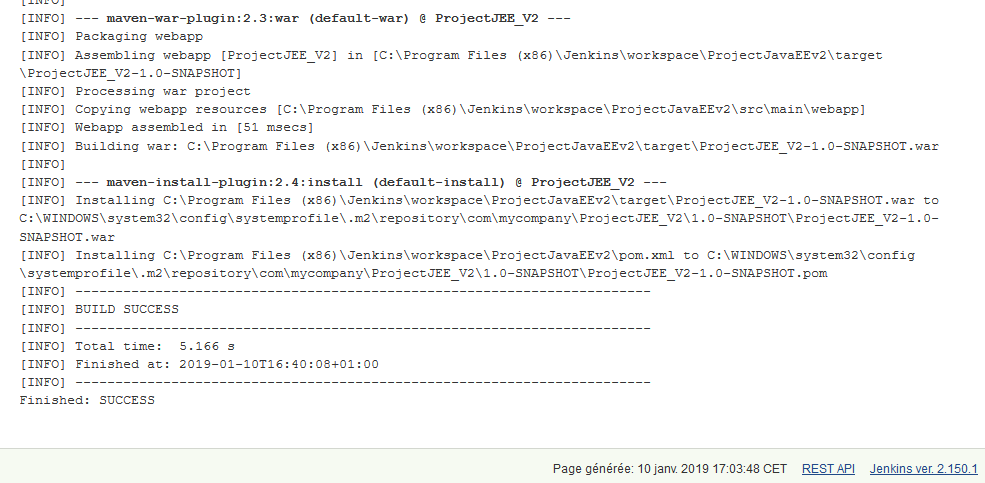 [INFO]
[INFO] --- maven-war-plugin:2.3:war (default-war) @ ProjectJEE_V2 ---
[INFO] Packaging webapp
[INFO] Assembling webapp [ProjectJEE_V2] in [C:\Program Files (x86)\Jenkins\workspace\ProjectJavaEEv2\target
\ProjectJEE_V2-1.0-SNAPSHOT]
[INFO] Processing war project
[INFO] Copying webapp resources [C:\Program Files (x86)\Jenkins\workspace\ProjectJavaEEv2\src\main\webapp]
[INFO] Webapp assembled in [51 msecs]
[INFO] Building war: C:\Program Files (x86)\Jenkins\workspace\ProjectJavaEEv2\target\ProjectJEE_V2-1.0-SNAPSHOT.war
[INFO]
[INFO] --- maven-install-plugin:2.4:install (default-install) @ ProjectJEE_V2 ---
[INFO] Installing C:\Program Files (x86)\Jenkins\workspace\ProjectJavaEEv2\target\ProjectJEE_V2-1.0-SNAPSHOT.war to
C:\WINDOWS\system32\config\systemprofile\.m2\repository\com\mycompany\ProjectJEE_V2\1.0-SNAPSHOT\ProjectJEE_V2-1.0-
SNAPSHOT.war
[INFO] Installing C:\Program Files (x86)\Jenkins\workspace\ProjectJavaEEv2\pom.xml to C:\WINDOWS\system32\config
\systemprofile\.m2\repository\com\mycompany\ProjectJEE_V2\1.0-SNAPSHOT\ProjectJEE_V2-1.0-SNAPSHOT.pom
[INFO] ------------------------------------------------------------------------
[INFO] BUILD SUCCESS
[INFO] ------------------------------------------------------------------------
[INFO] Total time:  5.166 s
[INFO] Finished at: 2019-01-10T16:40:08+01:00
[INFO] ------------------------------------------------------------------------
Finished: SUCCESS
Page générée: 10 janv. 2019 17:03:48 CET REST API Jenkins ver. 2.150.1